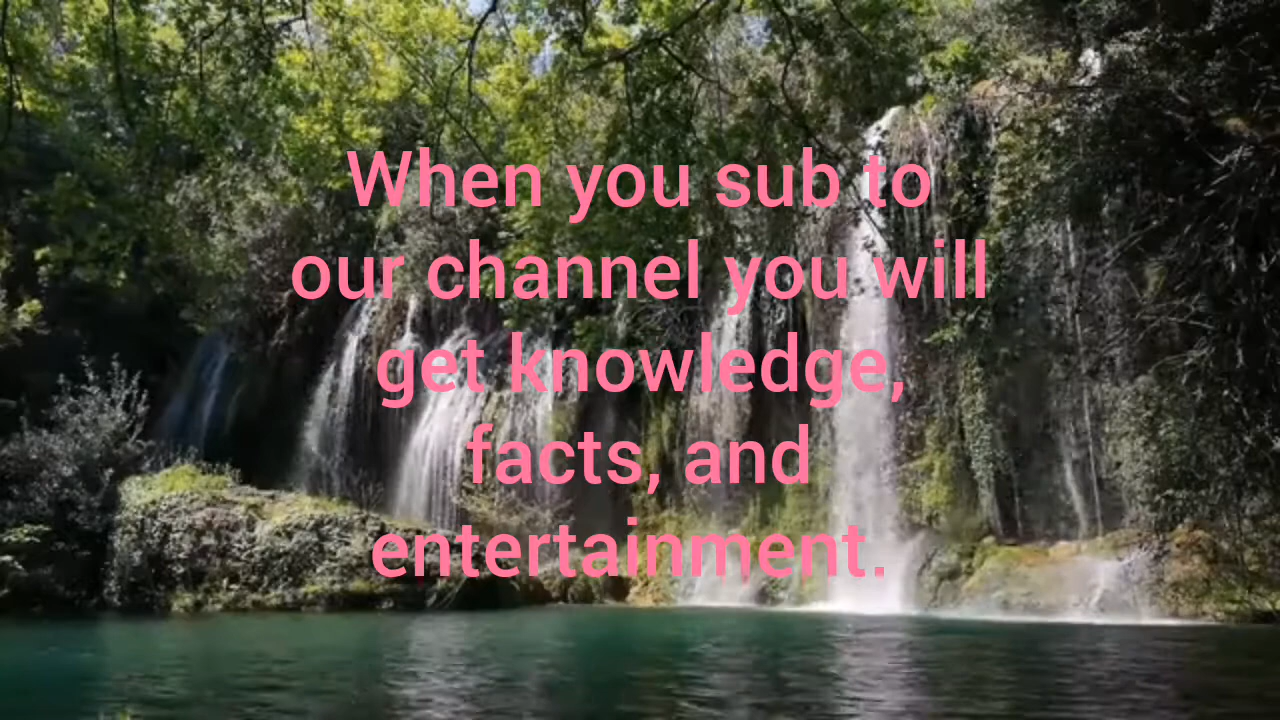 When you sub to
our channel you will
get knowledge,
facts, and
entertainment.